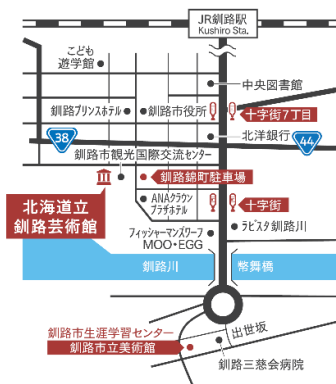 JR釧路駅
Kushiro Sta.
こども
遊学館
中央図書館
釧路プリンスホテル
釧路市役所
十字街7丁目
38
北洋銀行
44
釧路市観光国際交流センター
釧路錦町駐車場
北海道立
釧路芸術館
ANAクラウン
プラザホテル
十字街
フィッシャーマンズワーフ
MOO・EGG
ラビスタ釧路川
釧路川
幣舞橋
釧路市生涯学習センター
釧路市立美術館
出世坂
釧路三慈会病院